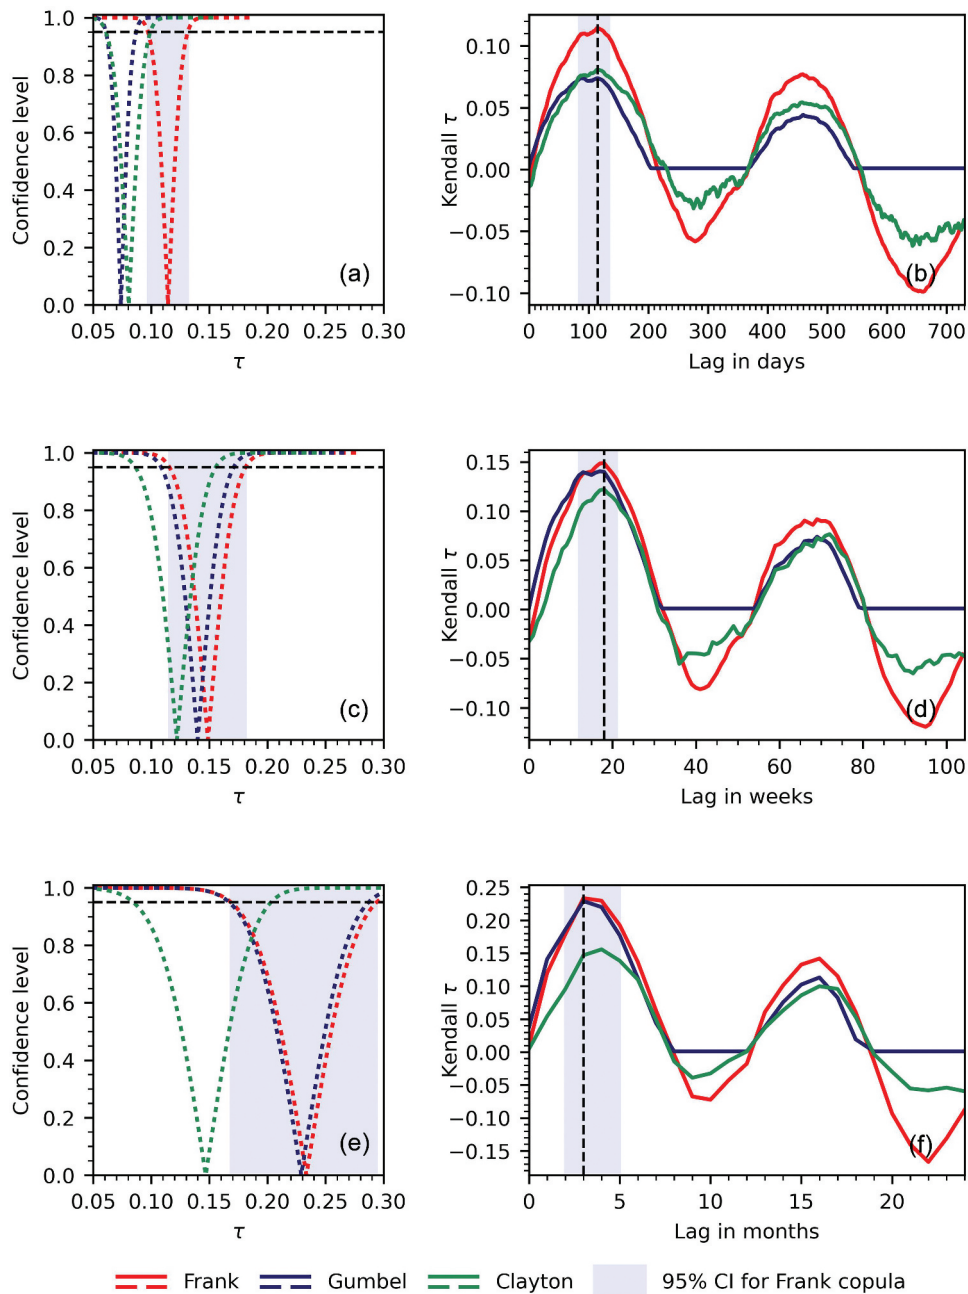 1.0
0.8
0.6
0.4
0.2
0.0
Confidence level
(a)
0.05 0.10 0.15 0.20 0.25 0.30
τ
0.10
0.05
0.00
−0.05
−0.10
Kendall τ
(b)
0 100 200 300 400 500 600 700
Lag in days
1.0
0.8
0.6
0.4
0.2
0.0
Confidence level
(c)
0.05 0.10 0.15 0.20 0.25 0.30
τ
0.15
0.10
0.05
0.00
−0.05
−0.10
Kendall τ
(d)
0 20 40 60 80 100
Lag in weeks
1.0
0.8
0.6
0.4
0.2
0.0
Confidence level
(e)
0.05 0.10 0.15 0.20 0.25 0.30
τ
0.25
0.20
0.15
0.10
0.05
0.00
−0.05
−0.10
−0.15
Kendall τ
(f)
0 5 10 15 20
Lag in months
Frank Gumbel Clayton 95% CI for Frank copula